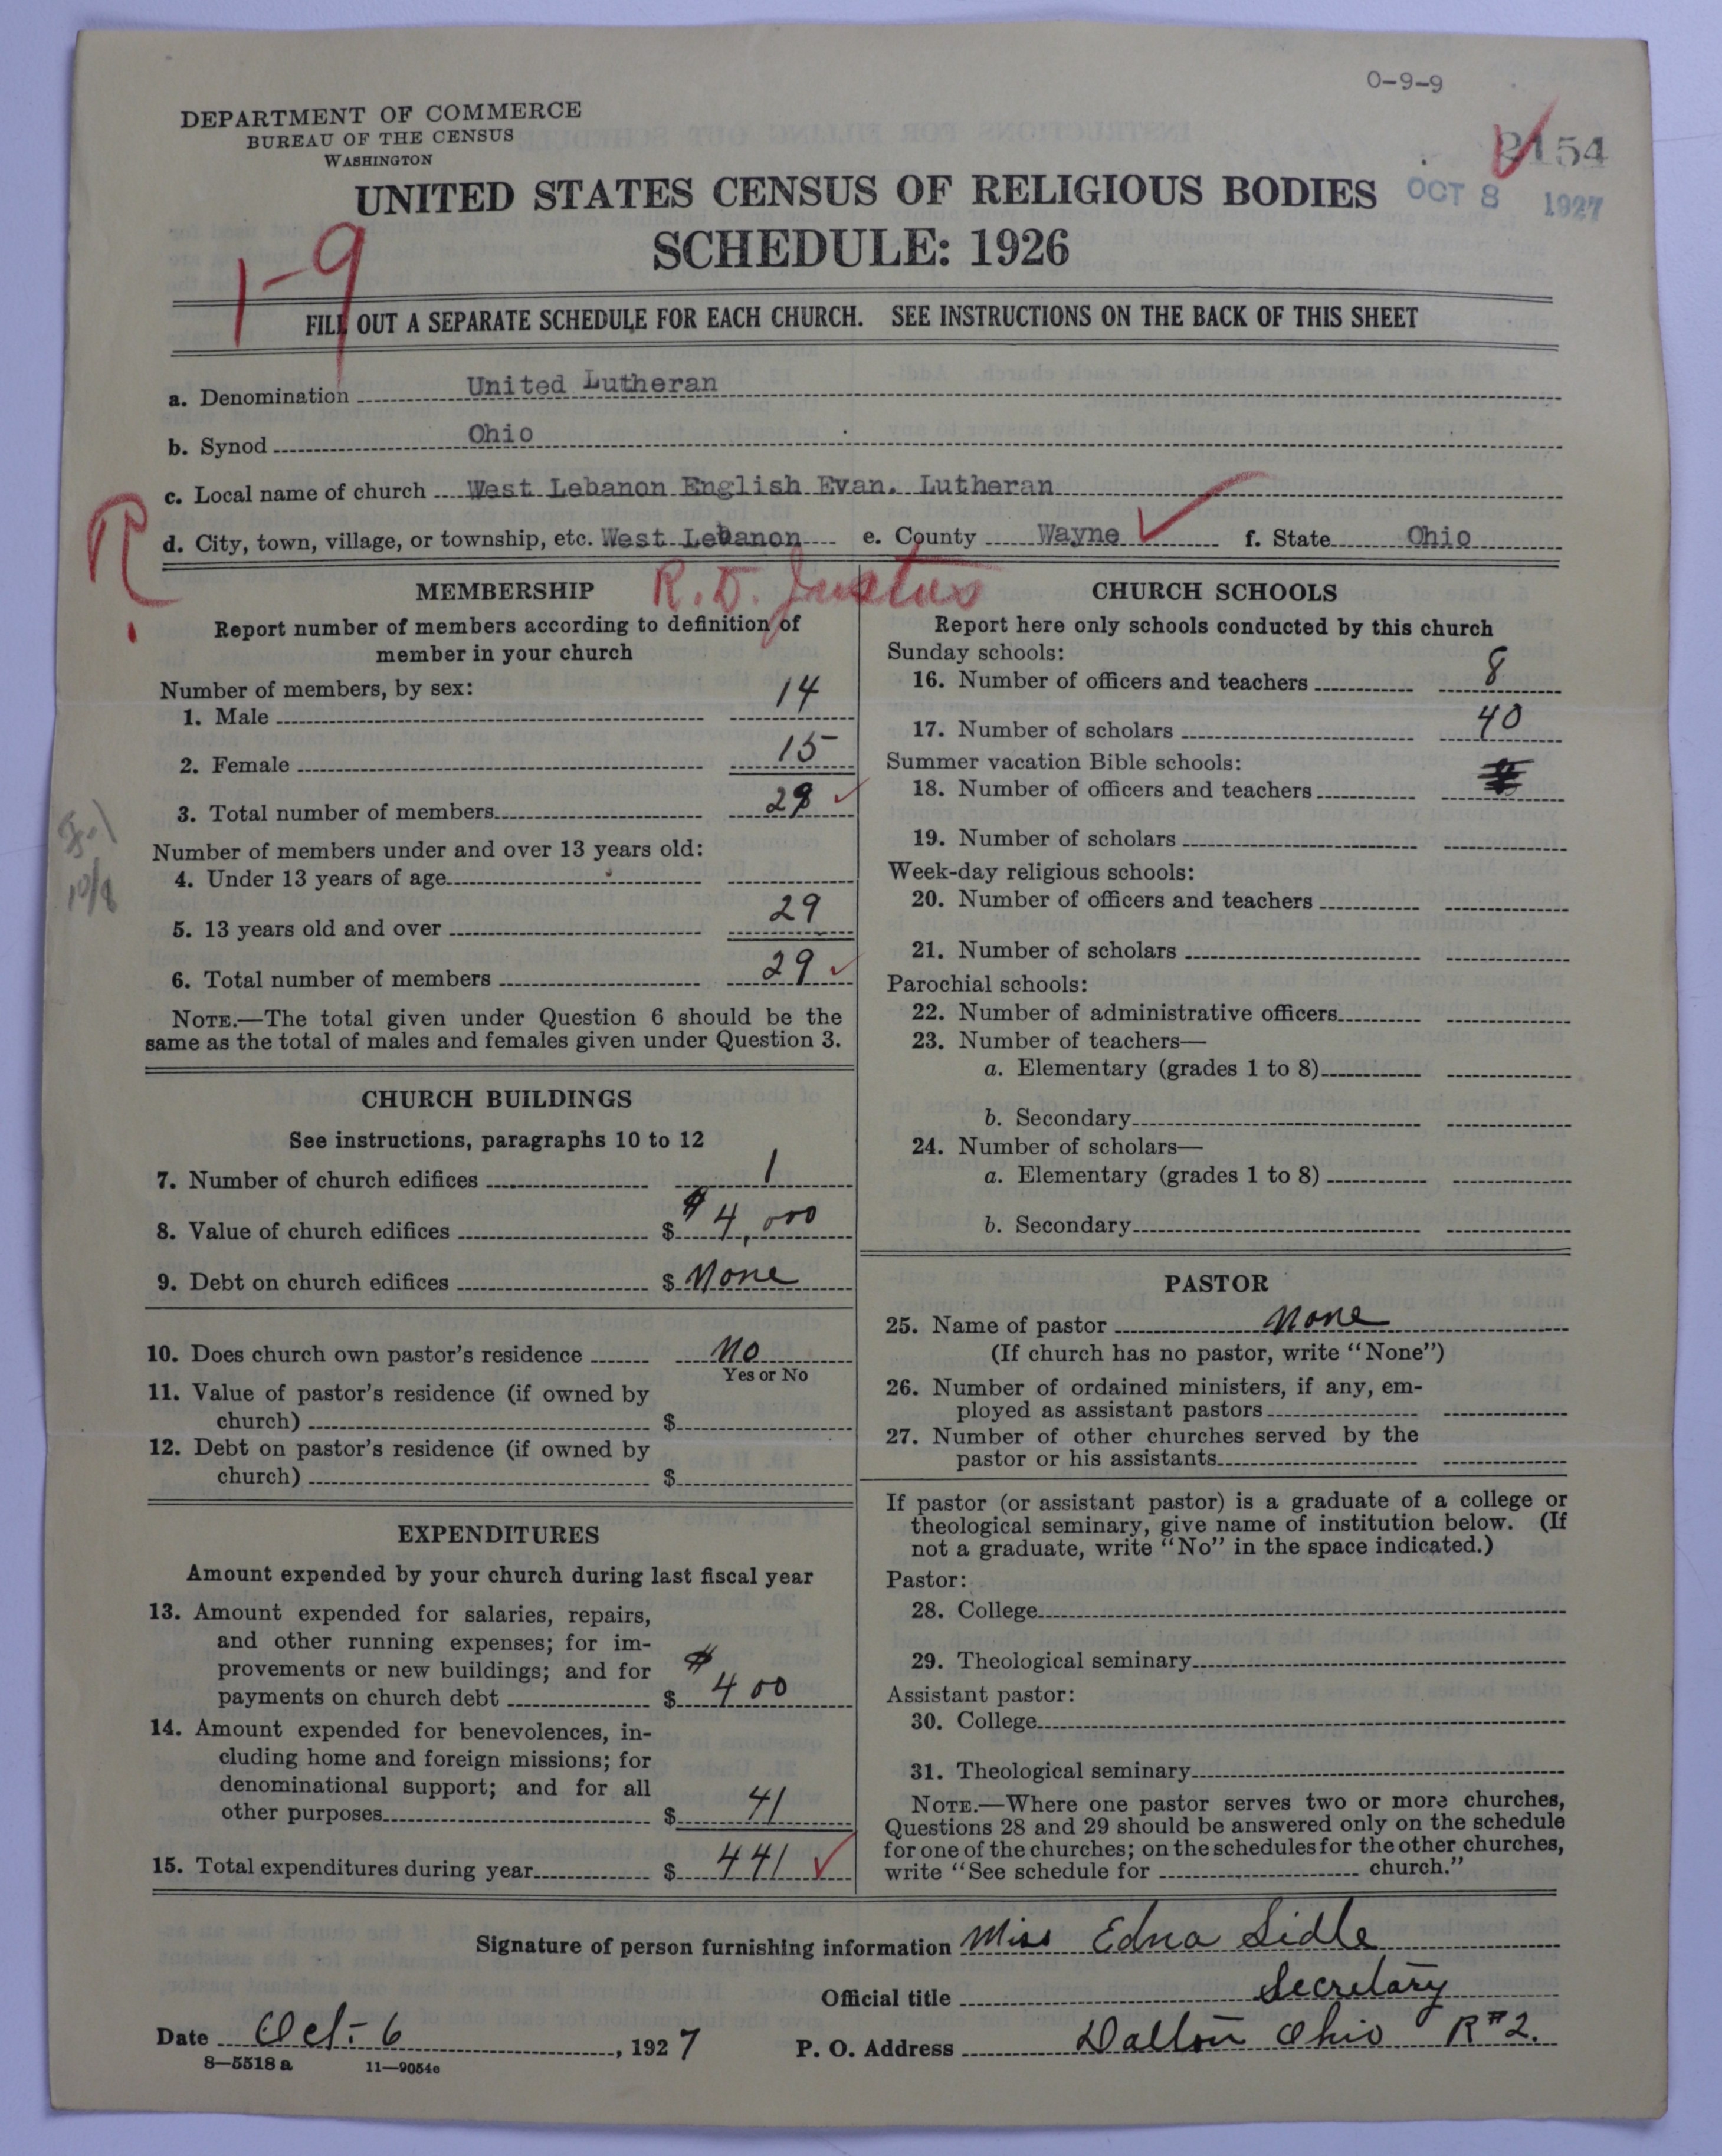 0-9-9
DEPARTMENT OF COMMERCE
BUREAU OF THE CENSUS
WASHINGTON
2154
OCT 8 1927
UNITED STATES CENSUS OF RELIGIOUS BODIES
SCHEDULE: 1926
1-9
FILL OUT A SEPARATE SCHEDULE FOR EACH CHURCH. SEE INSTRUCTIONS ON THE BACK OF THIS SHEET
a. Denomination United Lutheran
b. Synod Ohio
c. Local name of church West Lebanon English Evan. Lutheran
d. City, town, village, or township, etc. West Lebanon e. County Wayne f. State Ohio
R
R.D.
MEMBERSHIP
Report number of members according to definition of
member in your church
Number of members, by sex:
1. Male 14
2. Female 15
3. Total number of members 29
Number of members under and over 13 years old:
4. Under 13 years of age
5. 13 years old and over 29
6. Total number of members 29
NOTE.—The total given under Question 6 should be the
same as the total of males and females given under Question 3.
CHURCH BUILDINGS
See instructions, paragraphs 10 to 12
7. Number of church edifices 1
8. Value of church edifices $ $4,000
9. Debt on church edifices $ None
10. Does church own pastor's residence No
Yes or No
11. Value of pastor's residence (if owned by
church) $
12. Debt on pastor's residence (if owned by
church) $
EXPENDITURES
Amount expended by your church during last fiscal year
13. Amount expended for salaries, repairs,
and other running expenses; for im-
provements or new buildings; and for
payments on church debt $ $400
14. Amount expended for benevolences, in-
cluding home and foreign missions; for
denominational support; and for all
other purposes $ 41
15. Total expenditures during year $ 441
CHURCH SCHOOLS
Report here only schools conducted by this church
Sunday schools:
16. Number of officers and teachers 8
17. Number of scholars 40
Summer vacation Bible schools:
18. Number of officers and teachers
19. Number of scholars
Week-day religious schools:
20. Number of officers and teachers
21. Number of scholars
Parochial schools:
22. Number of administrative officers
23. Number of teachers—
a. Elementary (grades 1 to 8)
b. Secondary
24. Number of scholars—
a. Elementary (grades 1 to 8)
b. Secondary
PASTOR
25. Name of pastor None
(If church has no pastor, write "None")
26. Number of ordained ministers, if any, em-
ployed as assistant pastors
27. Number of other churches served by the
pastor or his assistants
If pastor (or assistant pastor) is a graduate of a college or
theological seminary, give name of institution below. (If
not a graduate, write "No" in the space indicated.)
Pastor:
28. College
29. Theological seminary
Assistant pastor:
30. College
31. Theological seminary
NOTE.—Where one pastor serves two or more churches,
Questions 28 and 29 should be answered only on the schedule
for one of the churches; on the schedules for the other churches,
write "See schedule for church."
Signature of person furnishing information Miss Edna Sidle
Official title Secretary
Date Oct. 6, 1927 P. O. Address Dalton Ohio R#2.
8—5518 a 11—9054e